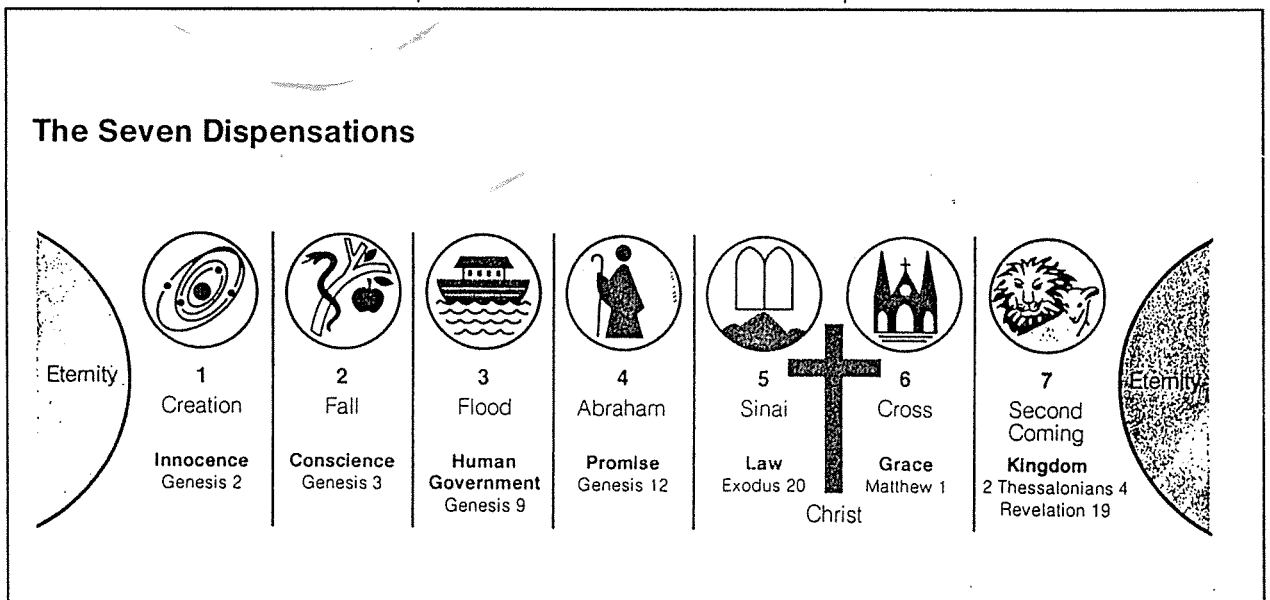 The Seven Dispensations
Eternity
1
Creation
Innocence
Genesis 2
2
Fall
Conscience
Genesis 3
3
Flood
Human
Government
Genesis 9
4
Abraham
Promise
Genesis 12
5
Sinai
Law
Exodus 20
Christ
6
Cross
Grace
Matthew 1
7
Second
Coming
Kingdom
2 Thessalonians 4
Revelation 19
Eternity